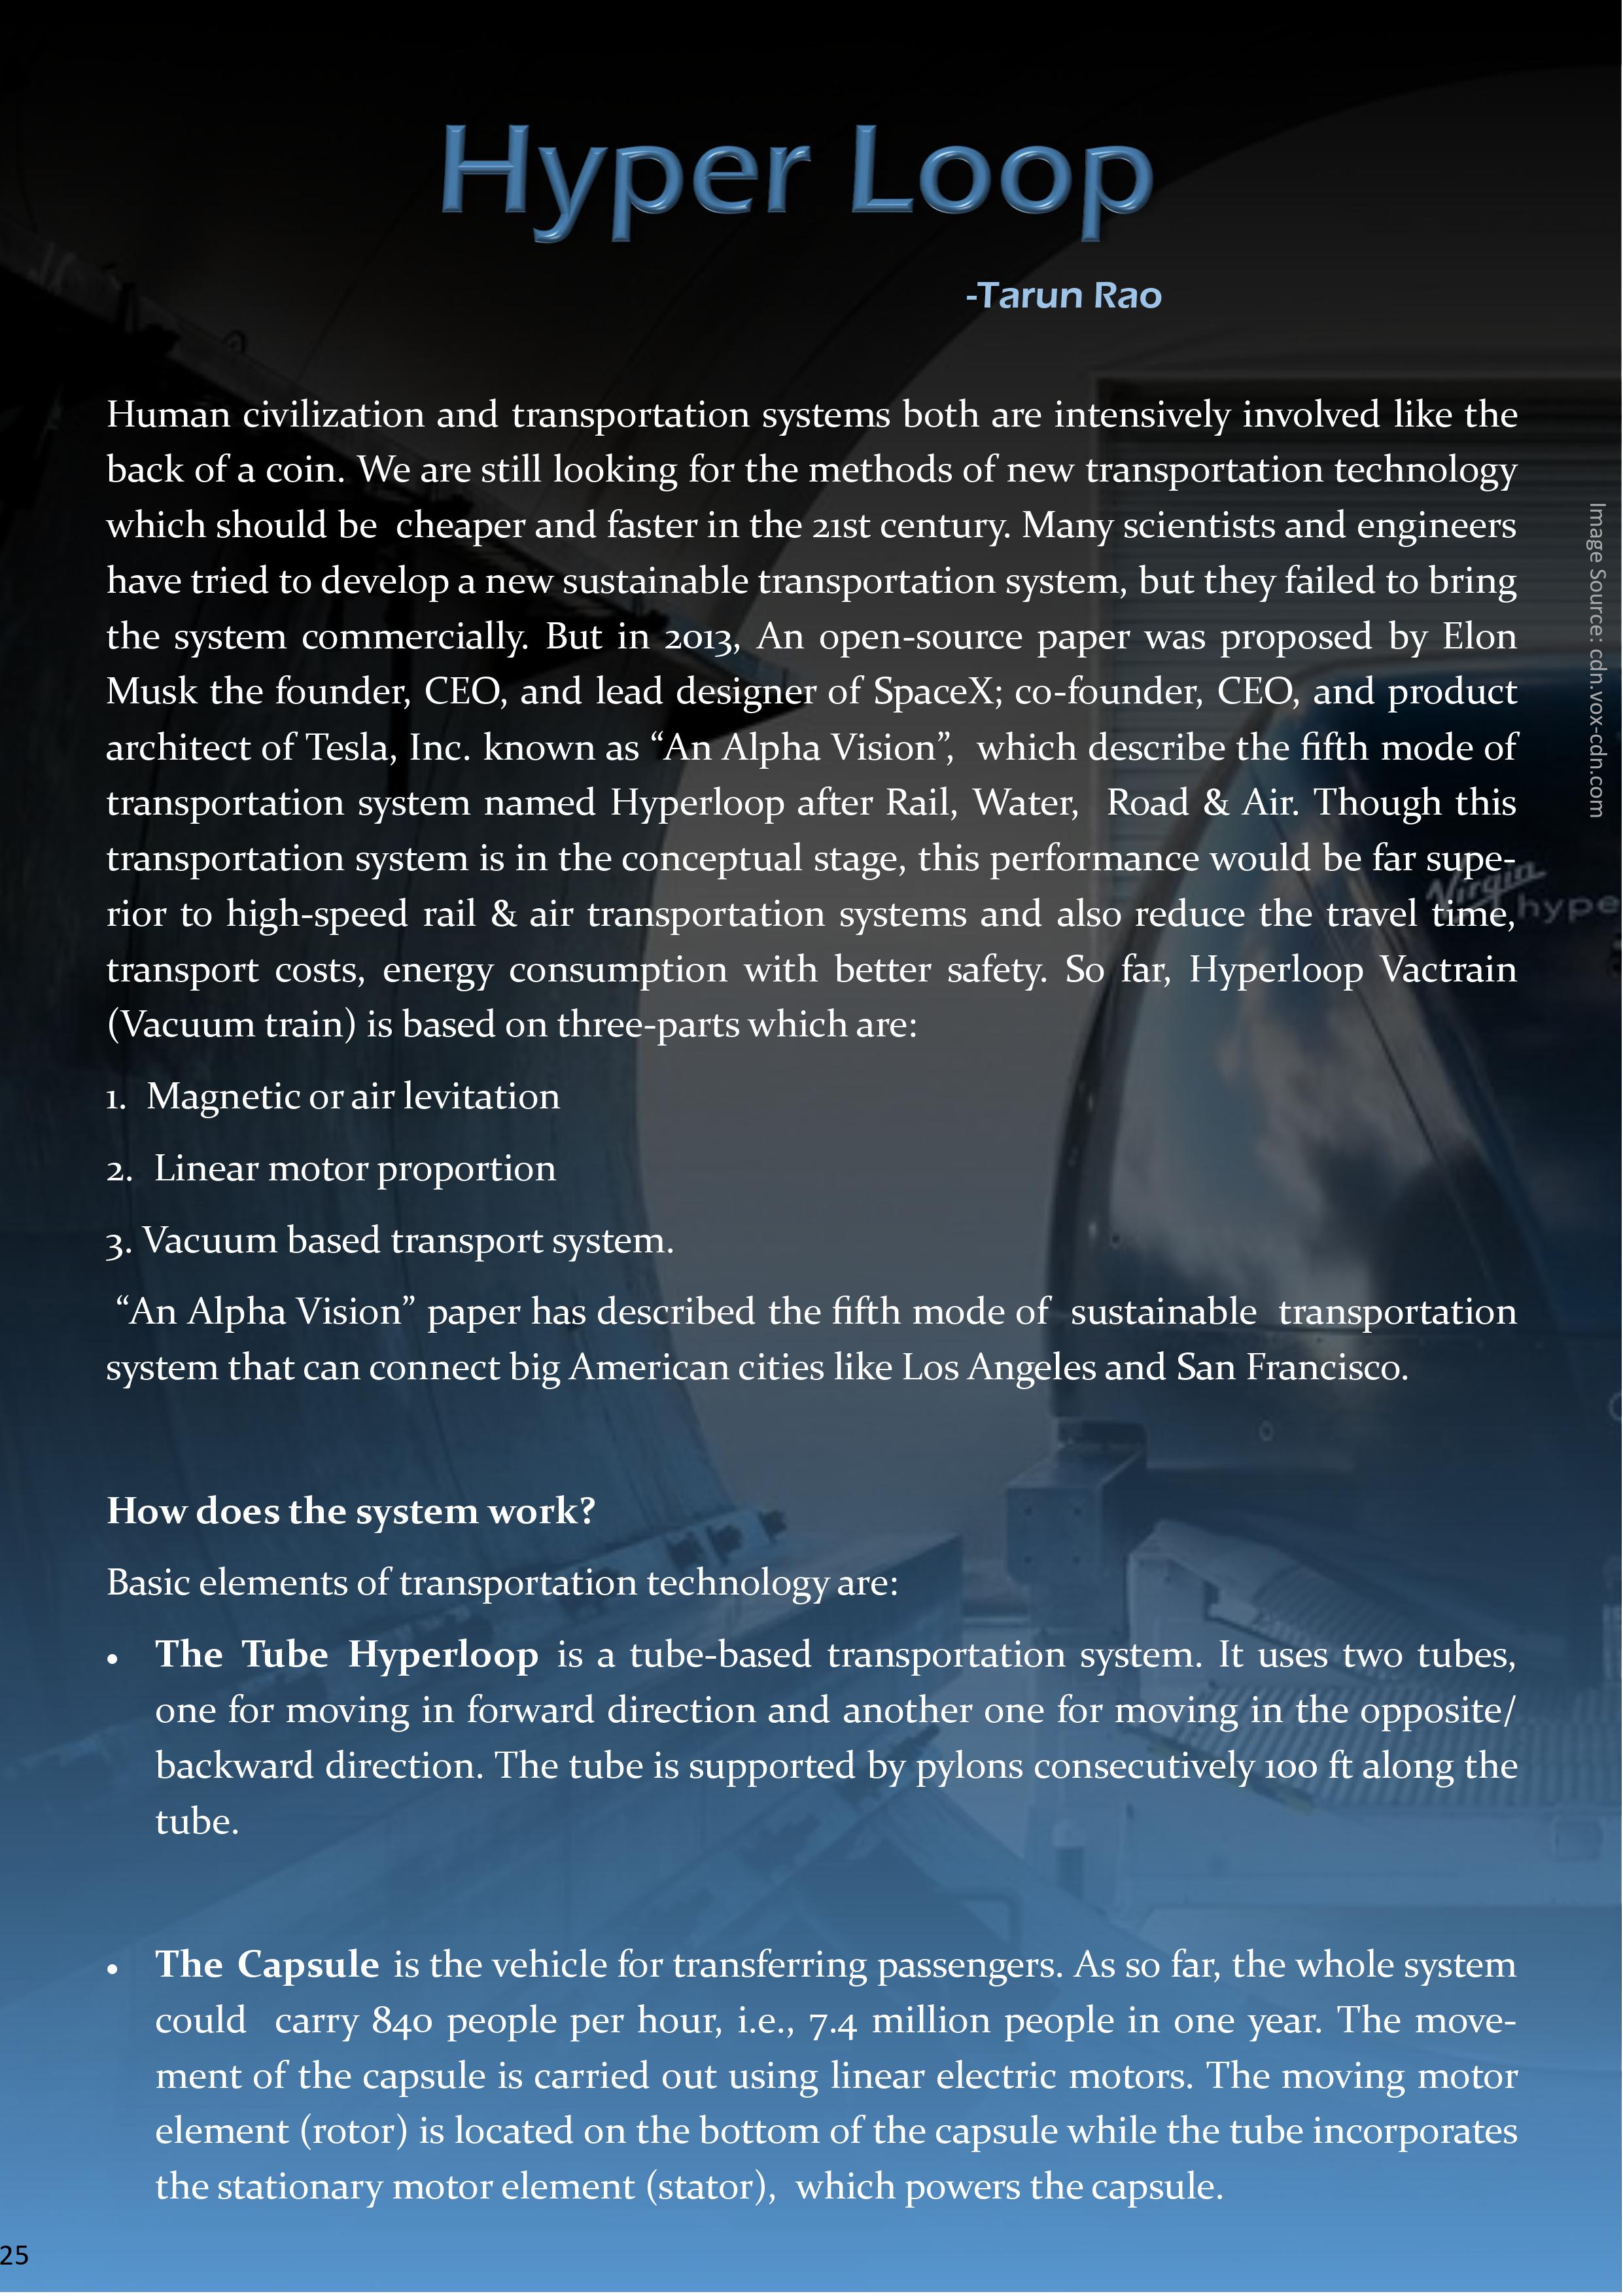 Hyper Loop
-Tarun Rao
Human civilization and transportation systems both are intensively involved like the
back of a coin. We are still looking for the methods of new transportation technology
which should be cheaper and faster in the 21st century. Many scientists and engineers
have tried to develop a new sustainable transportation system, but they failed to bring
the system commercially. But in 2013, An open-source paper was proposed by Elon
Musk the founder, CEO, and lead designer of SpaceX; co-founder, CEO, and product
architect of Tesla, Inc. known as “An Alpha Vision”, which describe the fifth mode of
transportation system named Hyperloop after Rail, Water, Road & Air. Though this
transportation system is in the conceptual stage, this performance would be far supe-
rior to high-speed rail & air transportation systems and also reduce the travel time,
transport costs, energy consumption with better safety. So far, Hyperloop Vactrain
(Vacuum train) is based on three-parts which are:
1. Magnetic or air levitation
2. Linear motor proportion
3. Vacuum based transport system.
“An Alpha Vision” paper has described the fifth mode of sustainable transportation
system that can connect big American cities like Los Angeles and San Francisco.
How does the system work?
Basic elements of transportation technology are:
• The Tube Hyperloop is a tube-based transportation system. It uses two tubes,
one for moving in forward direction and another one for moving in the opposite/
backward direction. The tube is supported by pylons consecutively 100 ft along the
tube.
• The Capsule is the vehicle for transferring passengers. As so far, the whole system
could carry 840 people per hour, i.e., 7.4 million people in one year. The move-
ment of the capsule is carried out using linear electric motors. The moving motor
element (rotor) is located on the bottom of the capsule while the tube incorporates
the stationary motor element (stator), which powers the capsule.
25
Image Source: cdn.vox-cdn.com
Virgin
hype